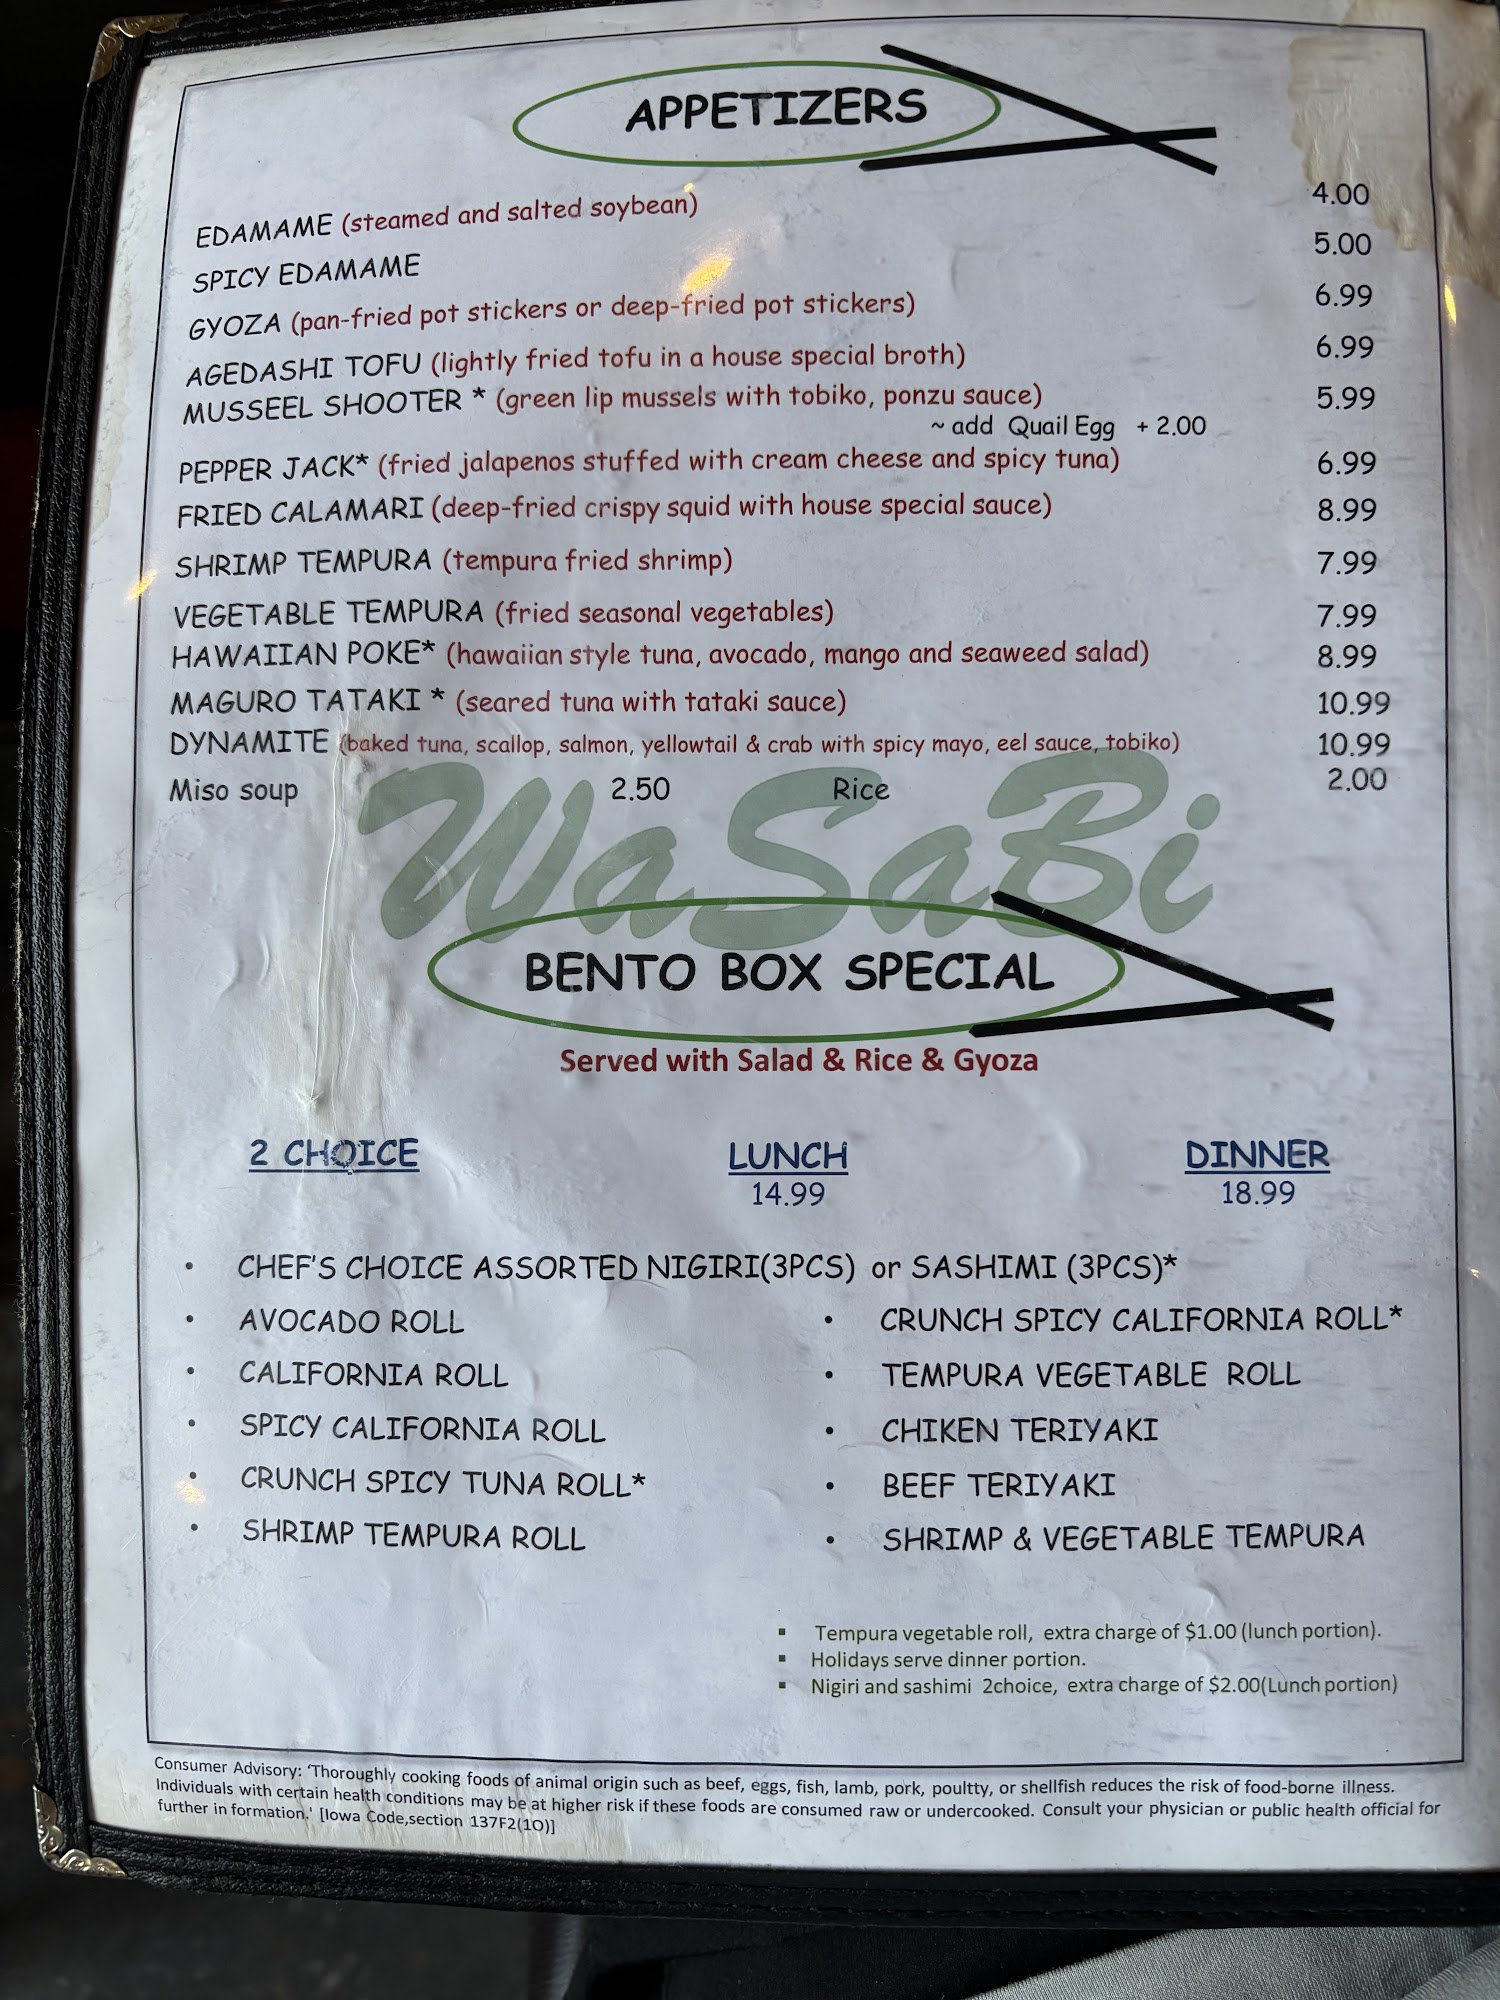 APPETIZERS
EDAMAME (steamed and salted soybean) 4.00
SPICY EDAMAME 5.00
GYOZA (pan-fried pot stickers or deep-fried pot stickers) 6.99
AGEDASHI TOFU (lightly fried tofu in a house special broth) 6.99
MUSSEEL SHOOTER * (green lip mussels with tobiko, ponzu sauce) 5.99
~ add Quail Egg + 2.00
PEPPER JACK* (fried jalapenos stuffed with cream cheese and spicy tuna) 6.99
FRIED CALAMARI (deep-fried crispy squid with house special sauce) 8.99
SHRIMP TEMPURA (tempura fried shrimp) 7.99
VEGETABLE TEMPURA (fried seasonal vegetables) 7.99
HAWAIIAN POKE* (hawaiian style tuna, avocado, mango and seaweed salad) 8.99
MAGURO TATAKI * (seared tuna with tataki sauce) 10.99
DYNAMITE (baked tuna, scallop, salmon, yellowtail & crab with spicy mayo, eel sauce, tobiko) 10.99
Miso soup 2.50 Rice 2.00
WaSaBi
BENTO BOX SPECIAL
Served with Salad & Rice & Gyoza
2 CHOICE LUNCH DINNER
14.99 18.99
• CHEF'S CHOICE ASSORTED NIGIRI(3PCS) or SASHIMI (3PCS)*
• AVOCADO ROLL • CRUNCH SPICY CALIFORNIA ROLL*
• CALIFORNIA ROLL • TEMPURA VEGETABLE ROLL
• SPICY CALIFORNIA ROLL • CHIKEN TERIYAKI
• CRUNCH SPICY TUNA ROLL* • BEEF TERIYAKI
• SHRIMP TEMPURA ROLL • SHRIMP & VEGETABLE TEMPURA
▪ Tempura vegetable roll, extra charge of $1.00 (lunch portion).
▪ Holidays serve dinner portion.
▪ Nigiri and sashimi 2choice, extra charge of $2.00(Lunch portion)
Consumer Advisory: 'Thoroughly cooking foods of animal origin such as beef, eggs, fish, lamb, pork, poultty, or shellfish reduces the risk of food-borne illness.
Individuals with certain health conditions may be at higher risk if these foods are consumed raw or undercooked. Consult your physician or public health official for
further in formation.' [Iowa Code,section 137F2(1O)]